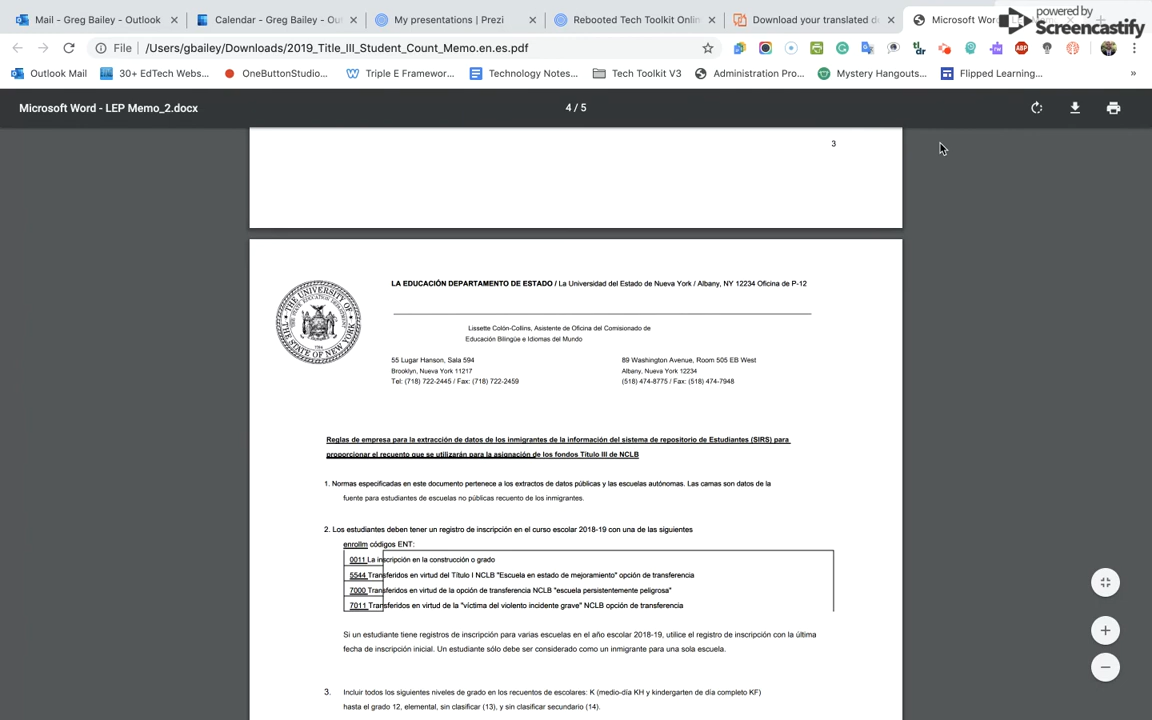 Mail - Greg Bailey - Outlook
Calendar - Greg Bailey - Ou
My presentations | Prezi
Rebooted Tech Toolkit Onlin
Download your translated d
Microsoft Wor
powered by
Screencastify
File
/Users/gbailey/Downloads/2019_Title_III_Student_Count_Memo.en.es.pdf
Outlook Mail
30+ EdTech Webs...
OneButtonStudio...
Triple E Framewor...
Technology Notes...
Tech Toolkit V3
Administration Pro...
Mystery Hangouts...
Flipped Learning...
»
Microsoft Word - LEP Memo_2.docx
4 / 5
3
THE UNIVERSITY OF THE STATE OF NEW YORK
LA EDUCACIÓN DEPARTAMENTO DE ESTADO / La Universidad del Estado de Nueva York / Albany, NY 12234 Oficina de P-12
Lissette Colón-Collins, Asistente de Oficina del Comisionado de
Educación Bilingüe e Idiomas del Mundo
55 Lugar Hanson, Sala 594
Brooklyn, Nueva York 11217
Tel: (718) 722-2445 / Fax: (718) 722-2459
89 Washington Avenue, Room 505 EB West
Albany, Nueva York 12234
(518) 474-8775 / Fax: (518) 474-7948
Reglas de empresa para la extracción de datos de los inmigrantes de la información del sistema de repositorio de Estudiantes (SIRS) para
proporcionar el recuento que se utilizarán para la asignación de los fondos Título III de NCLB
1. Normas especificadas en este documento pertenece a los extractos de datos públicas y las escuelas autónomas. Las camas son datos de la
fuente para estudiantes de escuelas no públicas recuento de los inmigrantes.
2. Los estudiantes deben tener un registro de inscripción en el curso escolar 2018-19 con una de las siguientes
enrollm códigos ENT:
0011 La inscripción en la construcción o grado
5544 Transferidos en virtud del Título I NCLB "Escuela en estado de mejoramiento" opción de transferencia
7000 Transferidos en virtud de la opción de transferencia NCLB "escuela persistentemente peligrosa"
7011 Transferidos en virtud de la "víctima del violento incidente grave" NCLB opción de transferencia
Si un estudiante tiene registros de inscripción para varias escuelas en el año escolar 2018-19, utilice el registro de inscripción con la última
fecha de inscripción inicial. Un estudiante sólo debe ser considerado como un inmigrante para una sola escuela.
3. Incluir todos los siguientes niveles de grado en los recuentos de escolares: K (medio-día KH y kindergarten de día completo KF)
hasta el grado 12, elemental, sin clasificar (13), y sin clasificar secundario (14).